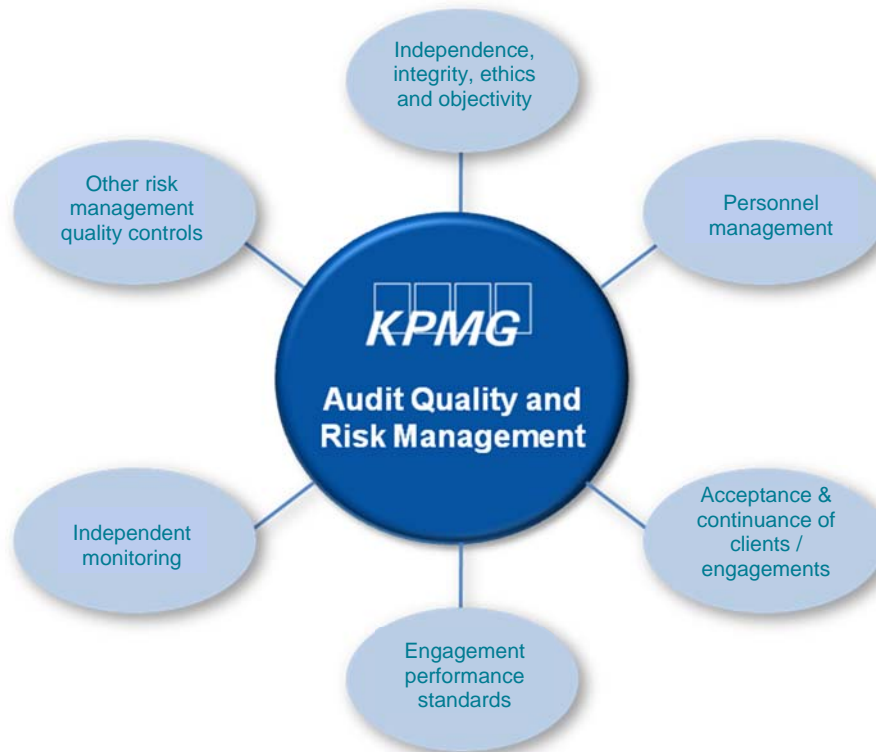 Independence,
integrity, ethics
and objectivity
Other risk
management
quality controls
Personnel
management
KPMG
Audit Quality and
Risk Management
Independent
monitoring
Acceptance &
continuance of
clients /
engagements
Engagement
performance
standards